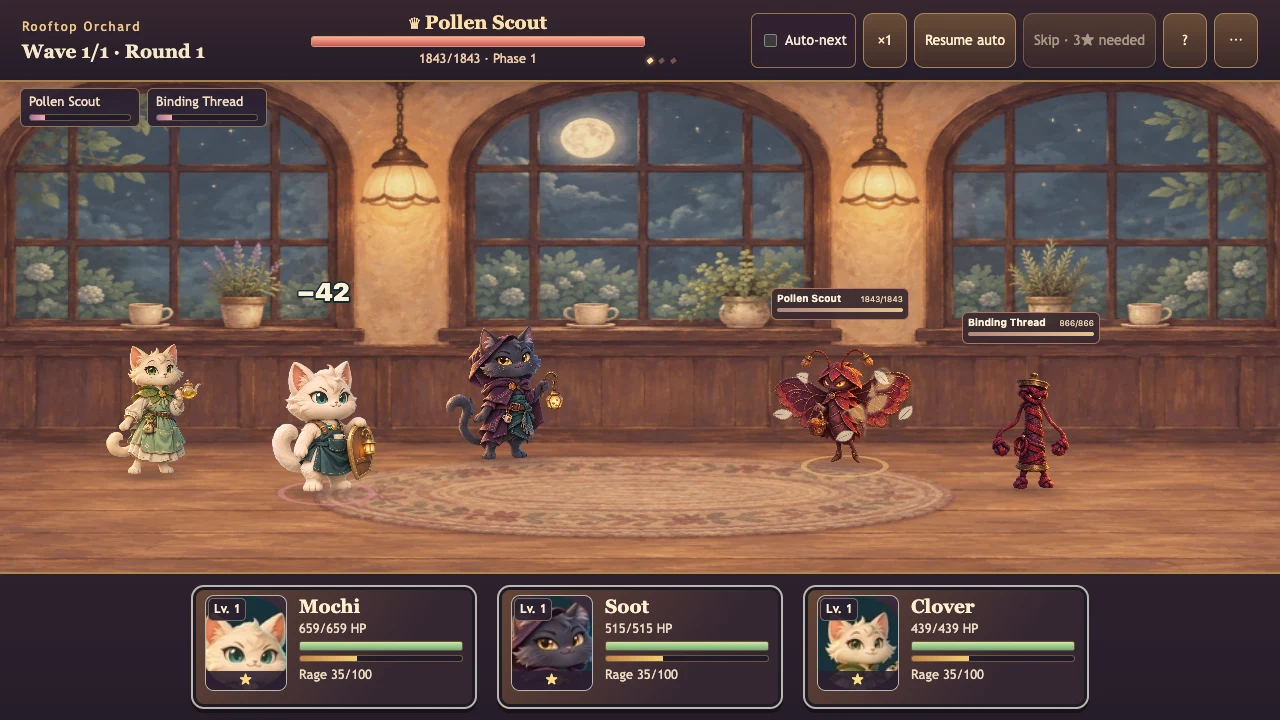 Rooftop Orchard
Wave 1/1 · Round 1
♛ Pollen Scout
1843/1843 · Phase 1
Auto-next
×1
Resume auto
Skip · 3★ needed
?
···
Pollen Scout
Binding Thread
−42
Pollen Scout 1843/1843
Binding Thread 866/866
Lv. 1
Mochi
659/659 HP
Rage 35/100
Lv. 1
Soot
515/515 HP
Rage 35/100
Lv. 1
Clover
439/439 HP
Rage 35/100